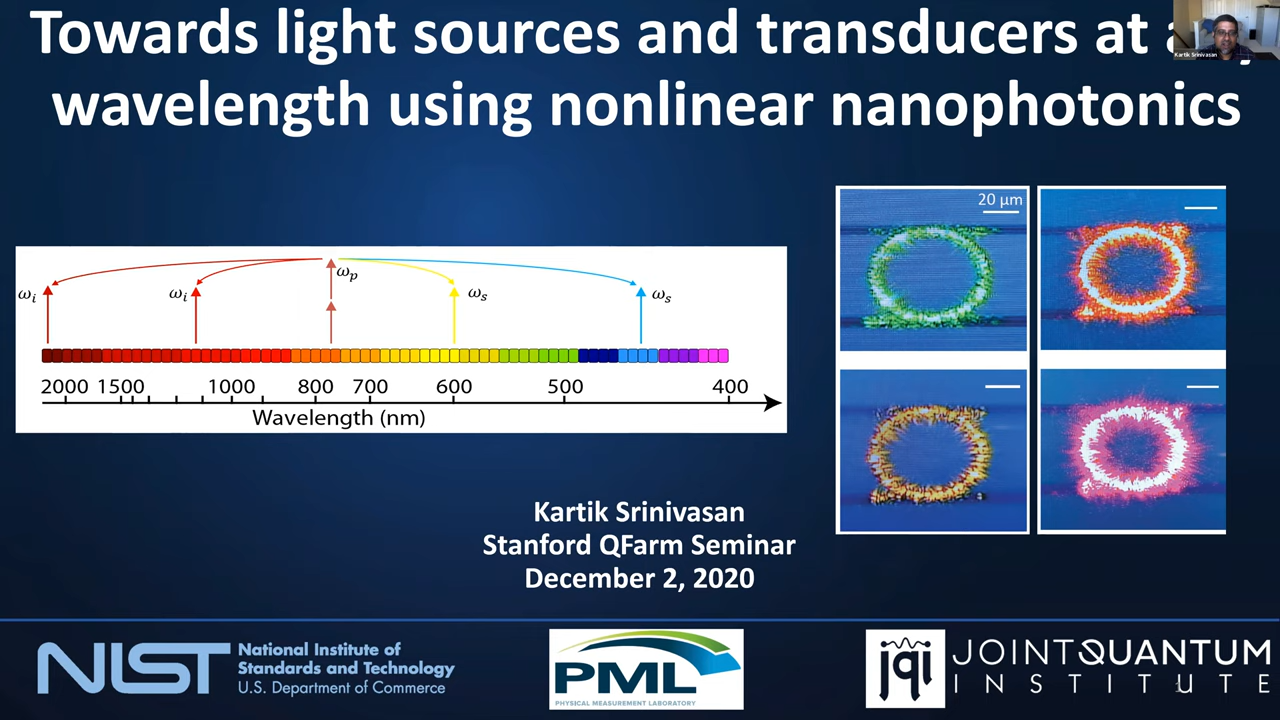 Towards light sources and transducers at
wavelength using nonlinear nanophotonics
Kartik Srinivasan
20 μm
ωp
ωi
ωi
ωs
ωs
2000 1500 1000 800 700 600 500 400
Wavelength (nm)
Kartik Srinivasan
Stanford QFarm Seminar
December 2, 2020
NIST
National Institute of
Standards and Technology
U.S. Department of Commerce
PML
PHYSICAL MEASUREMENT LABORATORY
jqi
JOINT QUANTUM
INSTITUTE